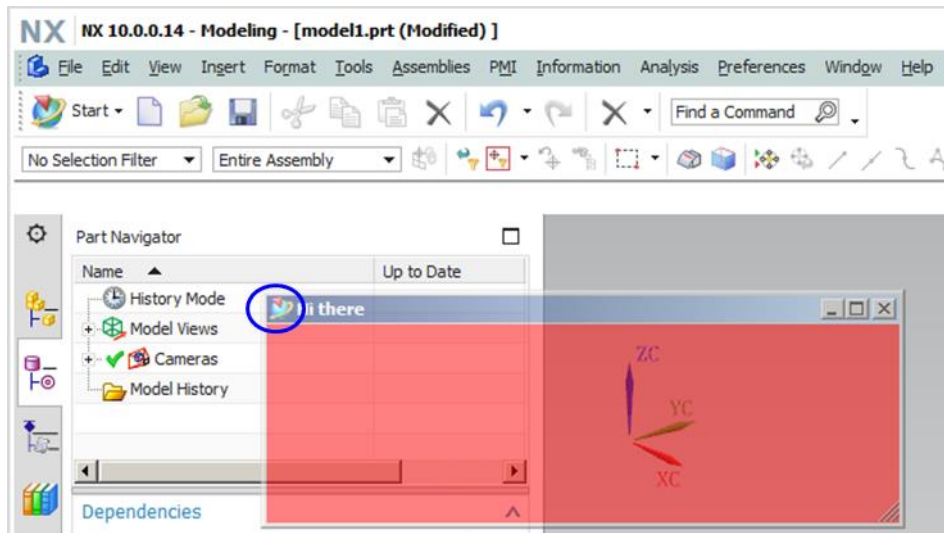 NX NX 10.0.0.14 - Modeling - [model1.prt (Modified) ]
File Edit View Insert Format Tools Assemblies PMI Information Analysis Preferences Window Help
Start Find a Command
No Selection Filter Entire Assembly
Part Navigator
Name Up to Date
History Mode
Hi there
Model Views
Cameras
Model History
ZC
YC
XC
Dependencies